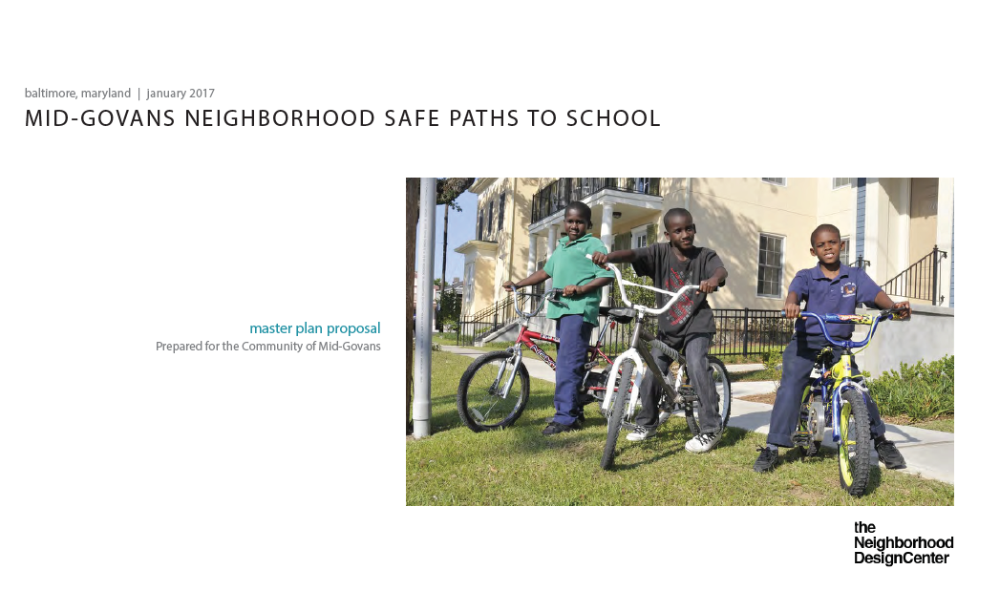 baltimore, maryland | january 2017
MID-GOVANS NEIGHBORHOOD SAFE PATHS TO SCHOOL
master plan proposal
Prepared for the Community of Mid-Govans
the
Neighborhood
DesignCenter